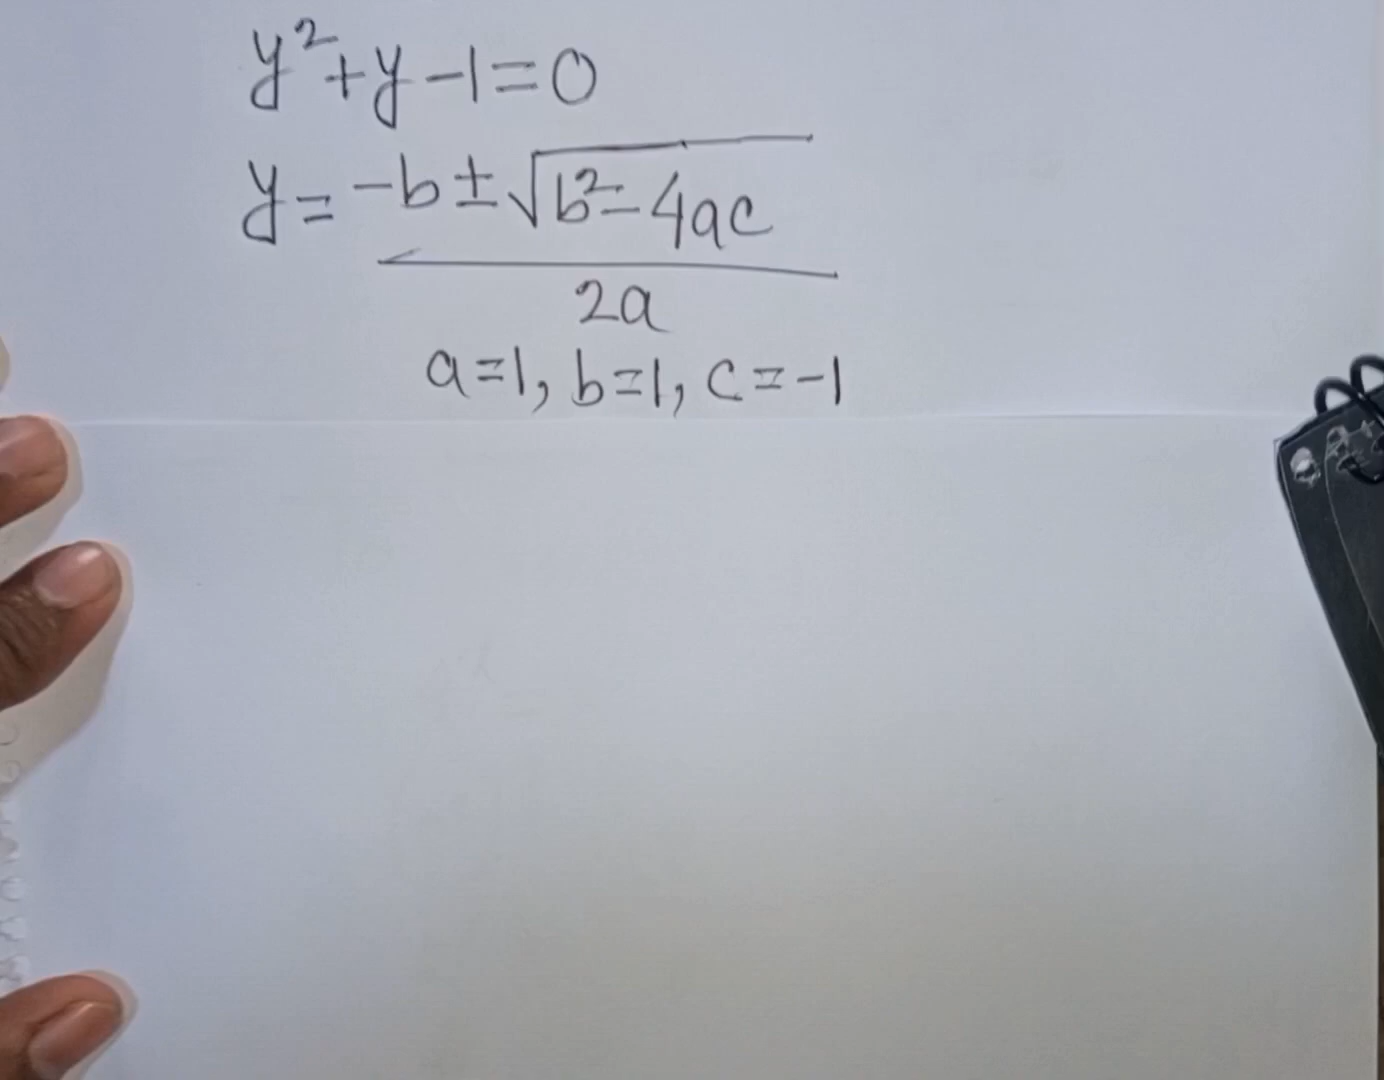 y²+y-1=0
y= -b±√b²-4ac
2a
a=1, b=1, c=-1